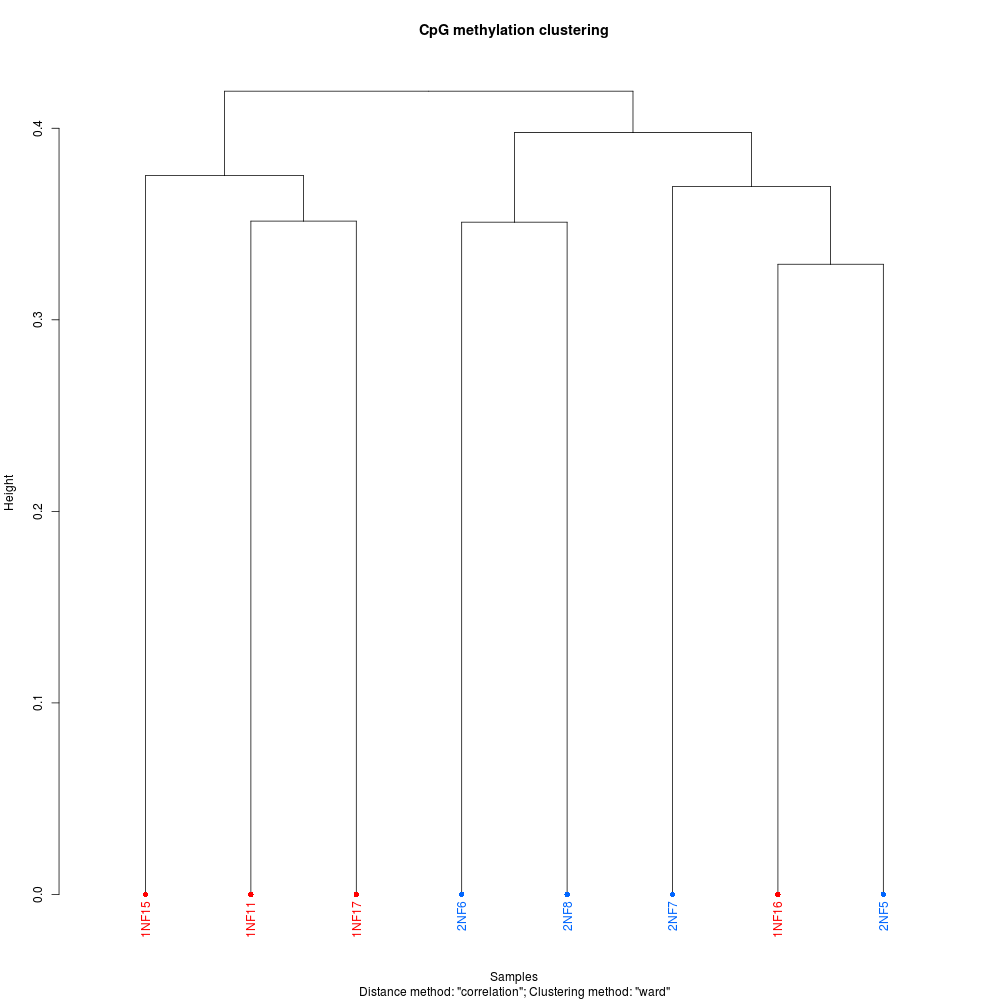 CpG methylation clustering
Height
0.4
0.3
0.2
0.1
0.0
1NF15
1NF11
1NF17
2NF6
2NF8
2NF7
1NF16
2NF5
Samples
Distance method: "correlation"; Clustering method: "ward"